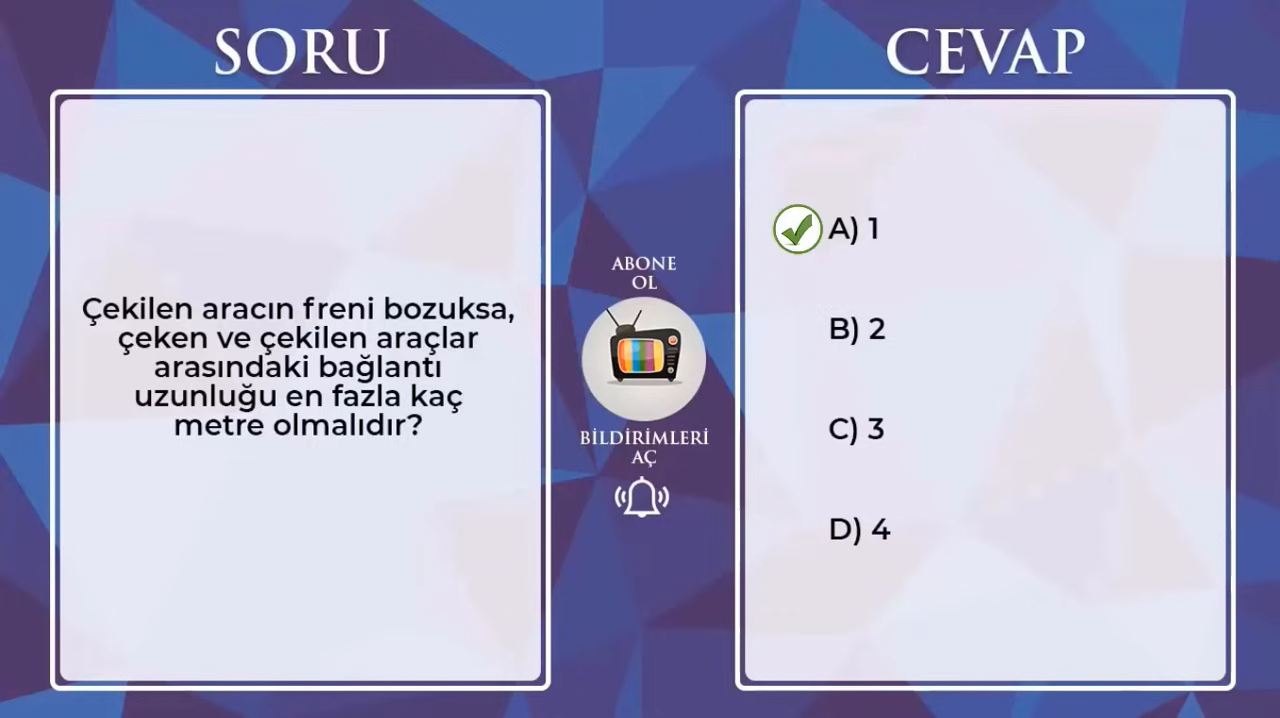 SORU
Çekilen aracın freni bozuksa,
çeken ve çekilen araçlar
arasındaki bağlantı
uzunluğu en fazla kaç
metre olmalıdır?
ABONE
OL
BİLDİRİMLERİ
AÇ
CEVAP
A) 1
B) 2
C) 3
D) 4